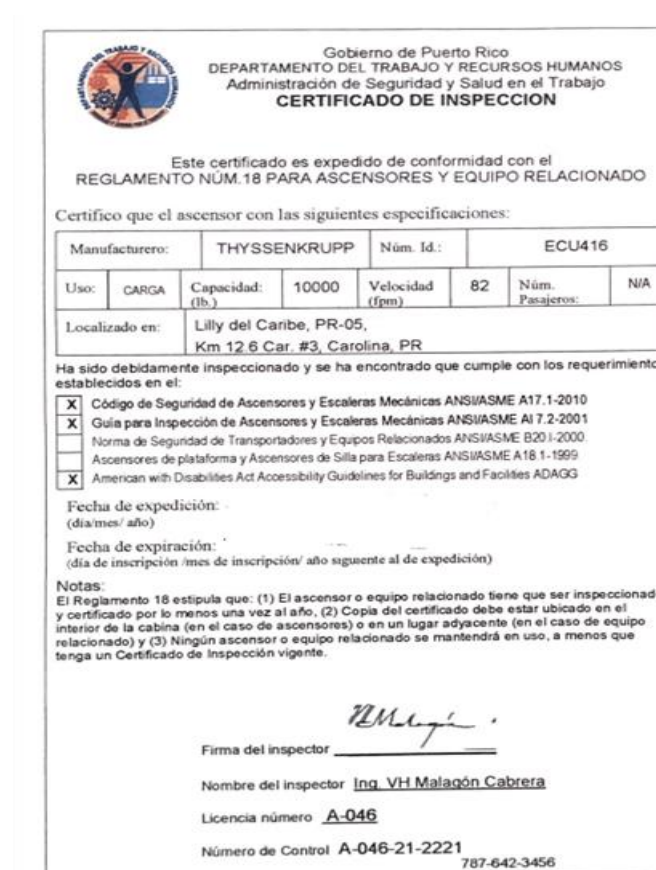 Gobierno de Puerto Rico
DEPARTAMENTO DEL TRABAJO Y RECURSOS HUMANOS
Administración de Seguridad y Salud en el Trabajo
CERTIFICADO DE INSPECCION
Este certificado es expedido de conformidad con el
REGLAMENTO NÚM.18 PARA ASCENSORES Y EQUIPO RELACIONADO
Certifico que el ascensor con las siguientes especificaciones:
Manufacturero: THYSSENKRUPP Núm. Id.: ECU416
Uso: CARGA Capacidad: (lb.) 10000 Velocidad (fpm) 82 Núm. Pasajeros: N/A
Localizado en: Lilly del Caribe, PR-05,
Km 12.6 Car. #3, Carolina, PR
Ha sido debidamente inspeccionado y se ha encontrado que cumple con los requerimiento
establecidos en el:
X Código de Seguridad de Ascensores y Escaleras Mecánicas ANSI/ASME A17.1-2010
X Guia para Inspección de Ascensores y Escaleras Mecánicas ANSI/ASME AI 7.2-2001
Norma de Seguridad de Transportadores y Equipos Relacionados ANSI/ASME B20.I-2000.
Ascensores de plataforma y Ascensores de Silla para Escaleras ANSI/ASME A18.1-1999
X American with Disabilities Act Accessibility Guidelines for Buildings and Facilities ADAGG
Fecha de expedición:
(dia/mes/ año)
Fecha de expiración:
(día de inscripción /mes de inscripción/ año siguiente al de expedición)
Notas:
El Reglamento 18 estipula que: (1) El ascensor o equipo relacionado tiene que ser inspeccionad
y certificado por lo menos una vez al año, (2) Copia del certificado debe estar ubicado en el
interior de la cabina (en el caso de ascensores) o en un lugar adyacente (en el caso de equipo
relacionado) y (3) Ningún ascensor o equipo relacionado se mantendrá en uso, a menos que
tenga un Certificado de Inspección vigente.
Firma del inspector
Nombre del inspector Ing. VH Malagón Cabrera
Licencia número A-046
Número de Control A-046-21-2221
787-642-3456